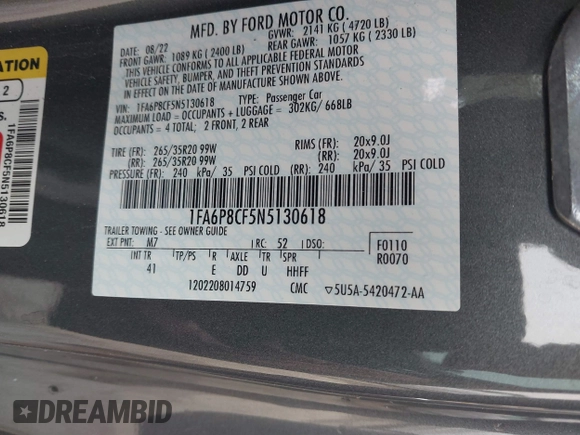 MFD. BY FORD MOTOR CO.
08/22 GVWR: 2141 KG ( 4720 LB)
FRONT GAWR: 1089 KG ( 2400 LB) REAR GAWR: 1057 KG ( 2330 LB)
THIS VEHICLE CONFORMS TO ALL APPLICABLE FEDERAL MOTOR
VEHICLE SAFETY, BUMPER, AND THEFT PREVENTION STANDARDS
IN EFFECT ON THE DATE OF MANUFACTURE SHOWN ABOVE.
VIN: 1FA6P8CF5N5130618 TYPE: Passenger Car
MAXIMUM LOAD = OCCUPANTS + LUGGAGE = 302KG/ 668LB
OCCUPANTS = 4 TOTAL; 2 FRONT, 2 REAR
TIRE (FR): 265/35R20 99W RIMS (FR): 20x9.0J
(RR): 265/35R20 99W (RR): 20x9.0J
PRESSURE (FR): 240 kPa/ 35 PSI COLD (RR): 240 kPa/ 35 PSI COLD
1FA6P8CF5N5130618
TRAILER TOWING - SEE OWNER GUIDE
EXT PNT: M7 RC: 52 DSO: F0110
INT TR TP/PS R AXLE TR SPR R0070
41 E DD U HHFF
1202208014759 CMC 5U5A-5420472-AA
ATION
2
S.
1FA6P8CF5N5130618
DREAMBID